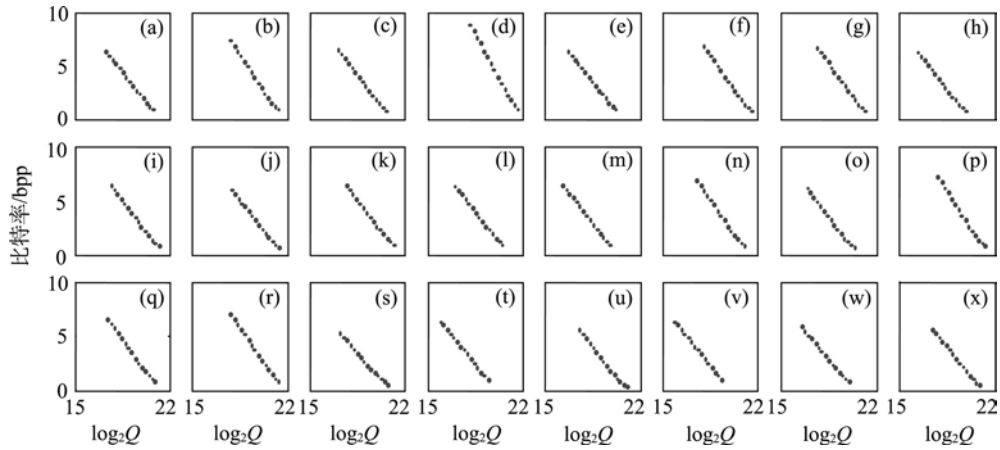 10 (a) (b) (c) (d) (e) (f) (g) (h)
5
0
10 (i) (j) (k) (l) (m) (n) (o) (p)
5
0
比特率/bpp
10 (q) (r) (s) (t) (u) (v) (w) (x)
5
0
15 22 15 22 15 22 15 22 15 22 15 22 15 22 15 22
log₂Q log₂Q log₂Q log₂Q log₂Q log₂Q log₂Q log₂Q